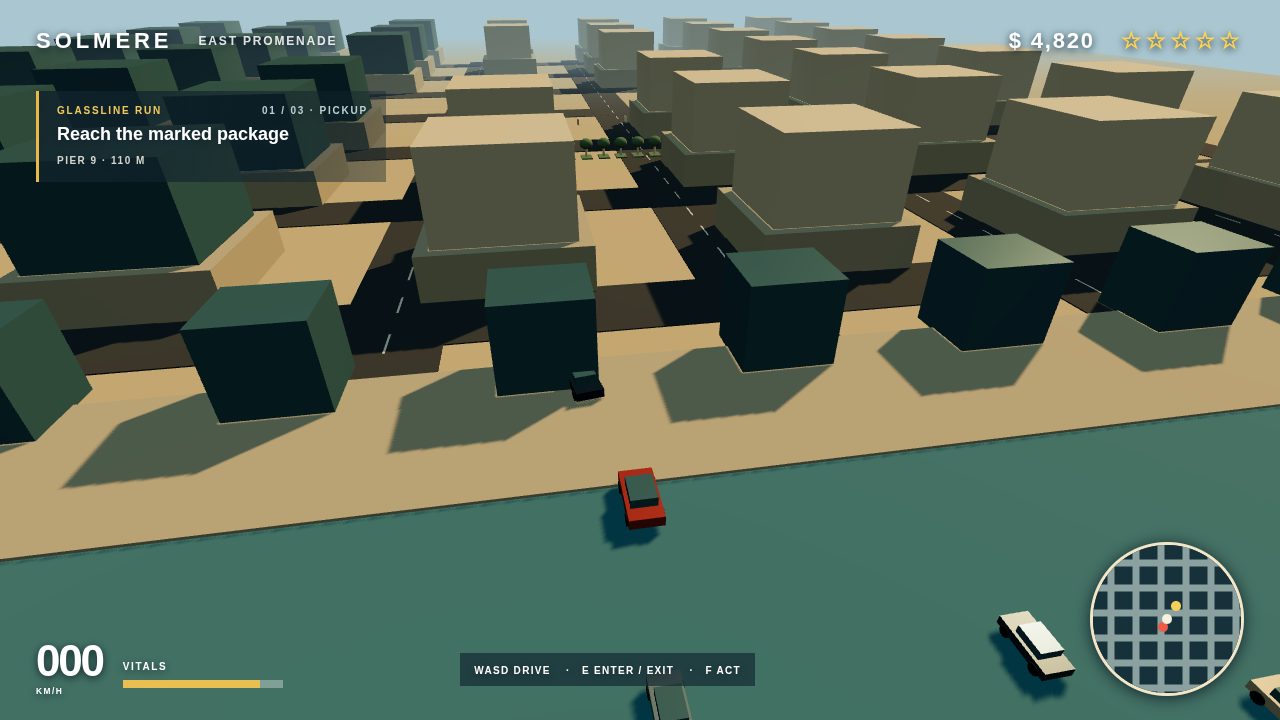 SOLMERE EAST PROMENADE
$ 4,820
GLASSLINE RUN 01 / 03 · PICKUP
Reach the marked package
PIER 9 · 110 M
000
KM/H
VITALS
WASD DRIVE · E ENTER / EXIT · F ACT